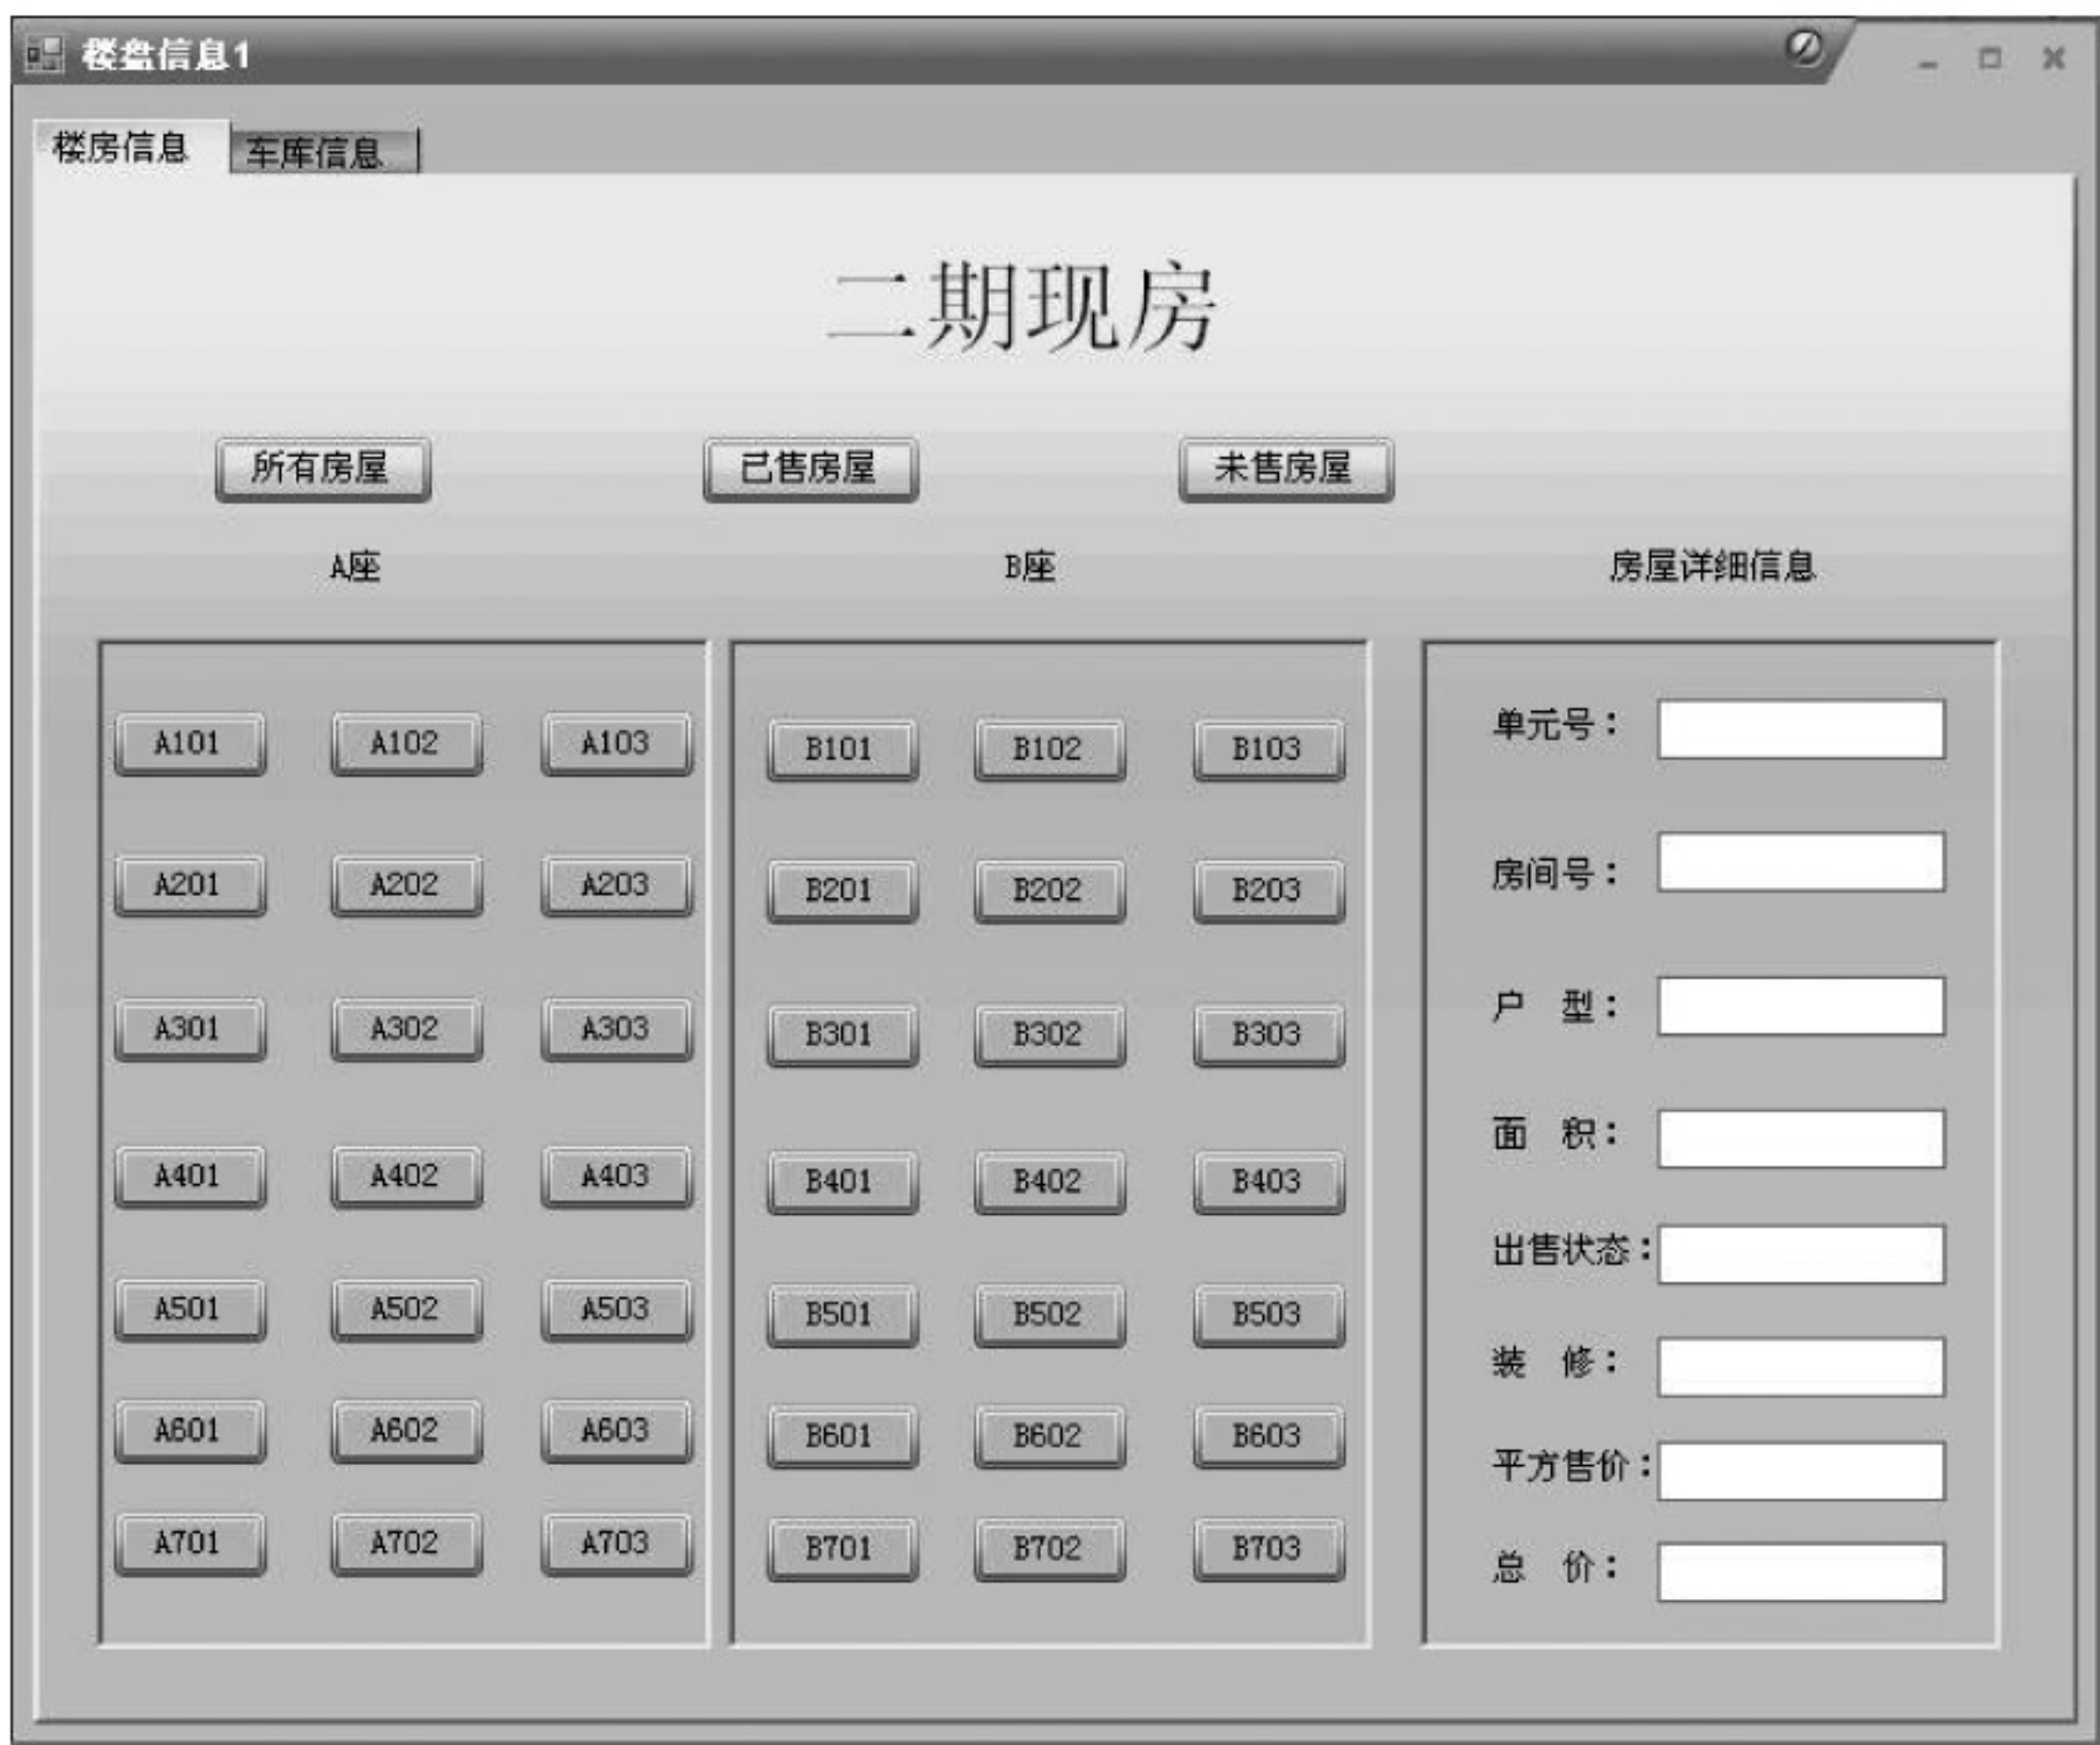 楼盘信息1
楼房信息 车库信息
二期现房
所有房屋 已售房屋 未售房屋
A座 B座 房屋详细信息
A101 A102 A103 B101 B102 B103 单元号：
A201 A202 A203 B201 B202 B203 房间号：
A301 A302 A303 B301 B302 B303 户 型：
A401 A402 A403 B401 B402 B403 面 积：
出售状态：
A501 A502 A503 B501 B502 B503 装 修：
A601 A602 A603 B601 B602 B603 平方售价：
A701 A702 A703 B701 B702 B703 总 价：